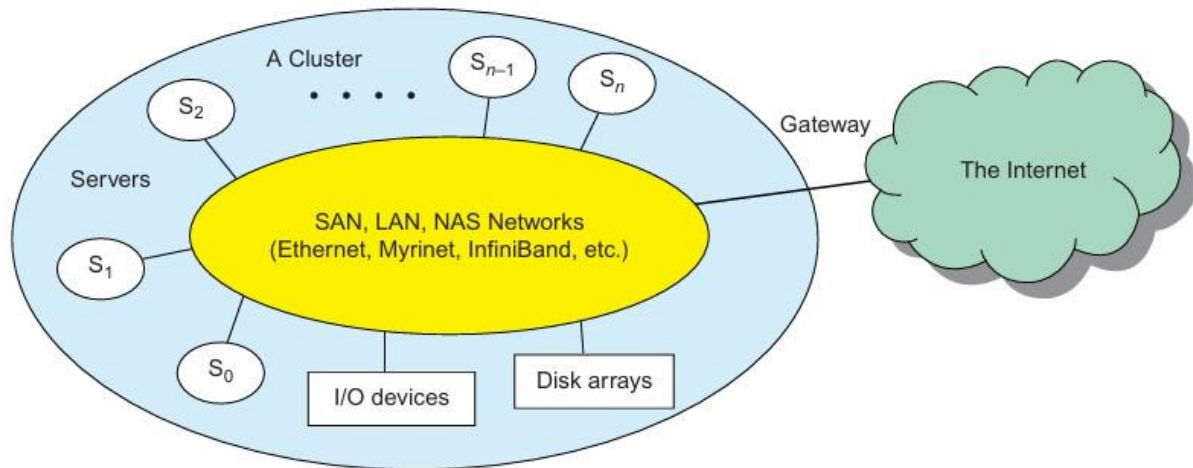 A Cluster
. . . .
S₂
Sₙ₋₁
Sₙ
Gateway
Servers
The Internet
SAN, LAN, NAS Networks
(Ethernet, Myrinet, InfiniBand, etc.)
S₁
S₀
I/O devices
Disk arrays